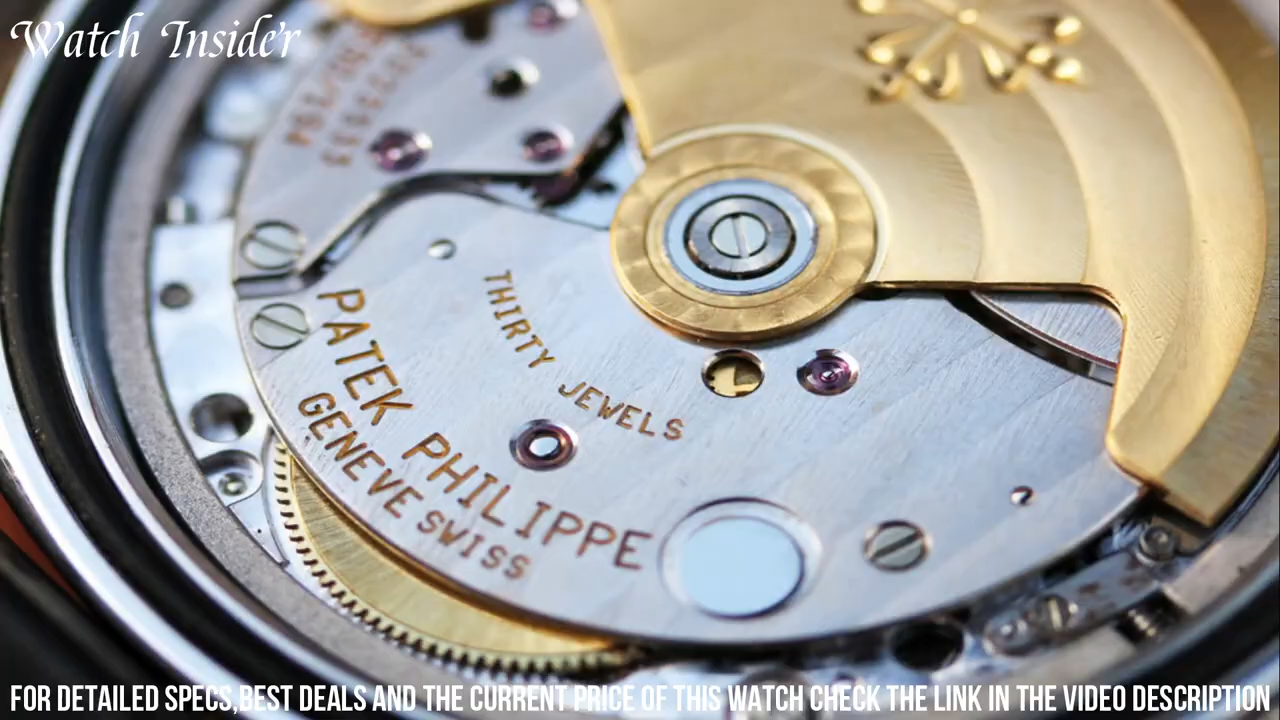 Watch Insider
THIRTY JEWELS
PATEK PHILIPPE
GENEVE SWISS
FOR DETAILED SPECS,BEST DEALS AND THE CURRENT PRICE OF THIS WATCH CHECK THE LINK IN THE VIDEO DESCRIPTION